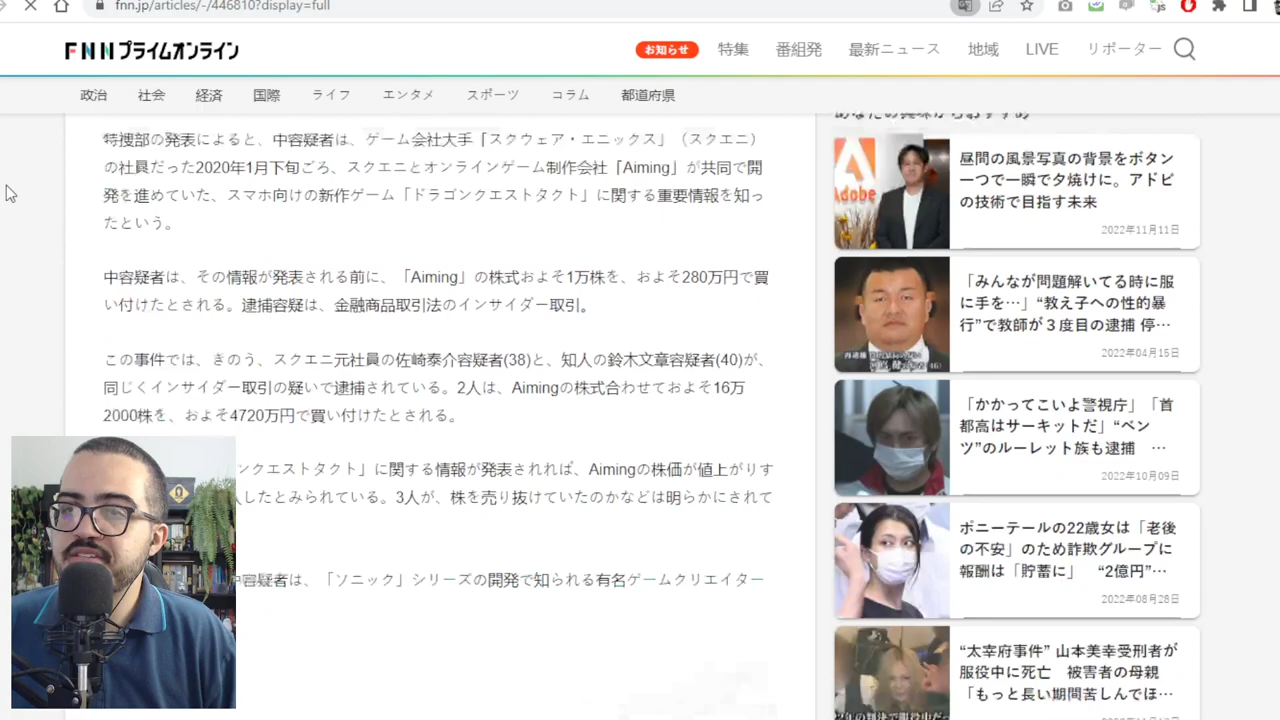 fnn.jp/articles/-/446810?display=full
FNNプライムオンライン
お知らせ 特集 番組発 最新ニュース 地域 LIVE リポーター
政治 社会 経済 国際 ライフ エンタメ スポーツ コラム 都道府県
特捜部の発表によると、中容疑者は、ゲーム会社大手「スクウェア・エニックス」（スクエニ）
の社員だった2020年1月下旬ごろ、スクエニとオンラインゲーム制作会社「Aiming」が共同で開
発を進めていた、スマホ向けの新作ゲーム「ドラゴンクエストタクト」に関する重要情報を知っ
たという。
中容疑者は、その情報が発表される前に、「Aiming」の株式およそ1万株を、およそ280万円で買
い付けたとされる。逮捕容疑は、金融商品取引法のインサイダー取引。
この事件では、きのう、スクエニ元社員の佐崎泰介容疑者(38)と、知人の鈴木文章容疑者(40)が、
同じくインサイダー取引の疑いで逮捕されている。2人は、Aimingの株式合わせておよそ16万
2000株を、およそ4720万円で買い付けたとされる。
ンクエストタクト」に関する情報が発表されれば、Aimingの株価が値上がりす
したとみられている。3人が、株を売り抜けていたのかなどは明らかにされて
中容疑者は、「ソニック」シリーズの開発で知られる有名ゲームクリエイター
あなたの興味からおすすめ
Adobe
昼間の風景写真の背景をボタン
一つで一瞬で夕焼けに。アドビ
の技術で目指す未来
2022年11月11日
「みんなが問題解いてる時に服
に手を…」“教え子への性的暴
行”で教師が３度目の逮捕 停…
2022年04月15日
「かかってこいよ警視庁」「首
都高はサーキットだ」“ベン
ツ”のルーレット族も逮捕 …
2022年10月09日
ポニーテールの22歳女は「老後
の不安」のため詐欺グループに
報酬は「貯蓄に」 “2億円”…
2022年08月28日
“太宰府事件” 山本美幸受刑者が
服役中に死亡 被害者の母親
「もっと長い期間苦しんでほ…